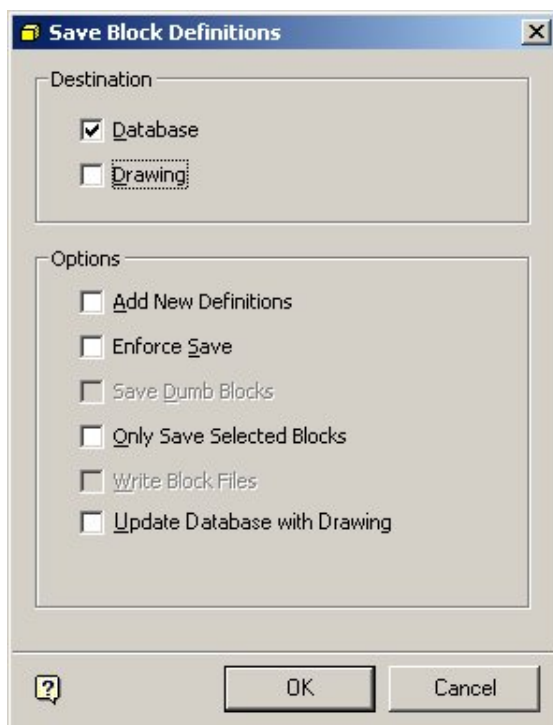 Save Block Definitions
Destination
Database
Drawing
Options
Add New Definitions
Enforce Save
Save Dumb Blocks
Only Save Selected Blocks
Write Block Files
Update Database with Drawing
?
OK
Cancel